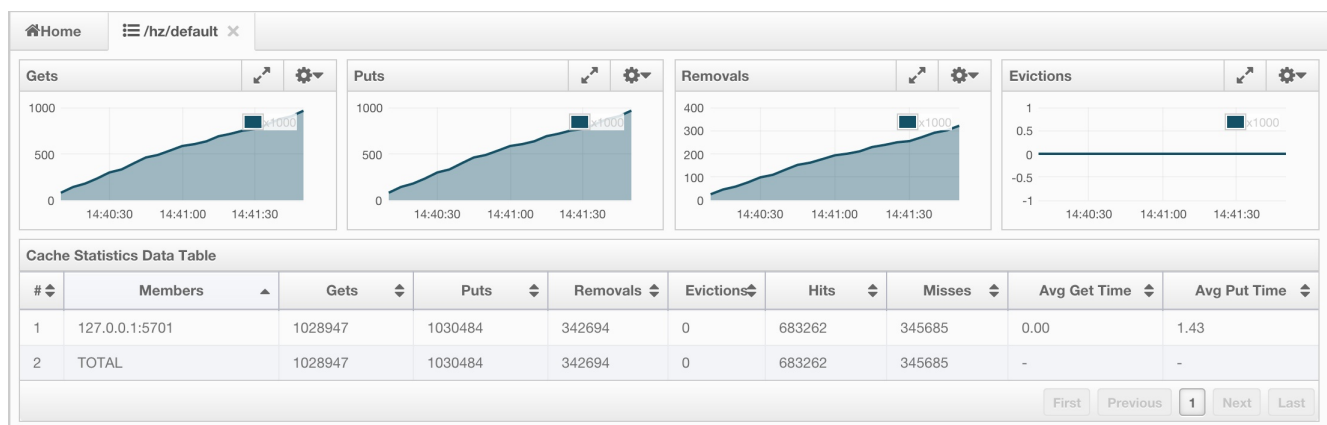 Home /hz/default
Gets Puts Removals Evictions
1000 1000 400 1
x1000 x1000 x1000 x1000
300 0.5
500 500 200 0
100 -0.5
0 0 0 -1
14:40:30 14:41:00 14:41:30 14:40:30 14:41:00 14:41:30 14:40:30 14:41:00 14:41:30 14:40:30 14:41:00 14:41:30
Cache Statistics Data Table
# Members Gets Puts Removals Evictions Hits Misses Avg Get Time Avg Put Time
1 127.0.0.1:5701 1028947 1030484 342694 0 683262 345685 0.00 1.43
2 TOTAL 1028947 1030484 342694 0 683262 345685 - -
First Previous 1 Next Last